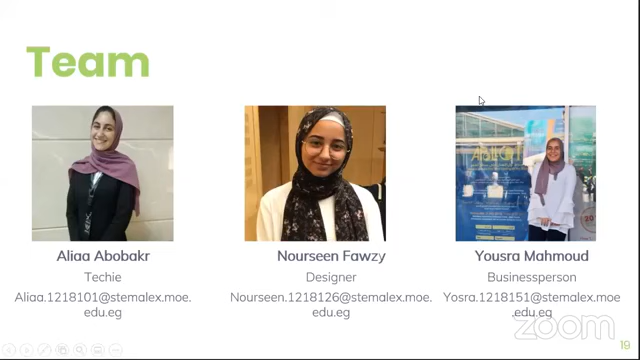 Team
Aliaa Abobakr
Techie
Aliaa.1218101@stemalex.moe.
edu.eg
Nourseen Fawzy
Designer
Nourseen.1218126@stemalex.moe.
edu.eg
Yousra Mahmoud
Businessperson
Yosra.1218151@stemalex.moe
edu.eg
zoom
19